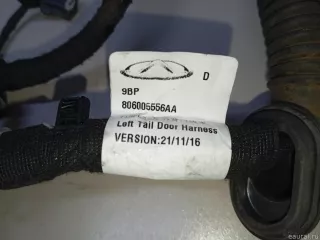 D
9BP
806005556AA
Left Tail Door Harness
VERSION:21/11/16